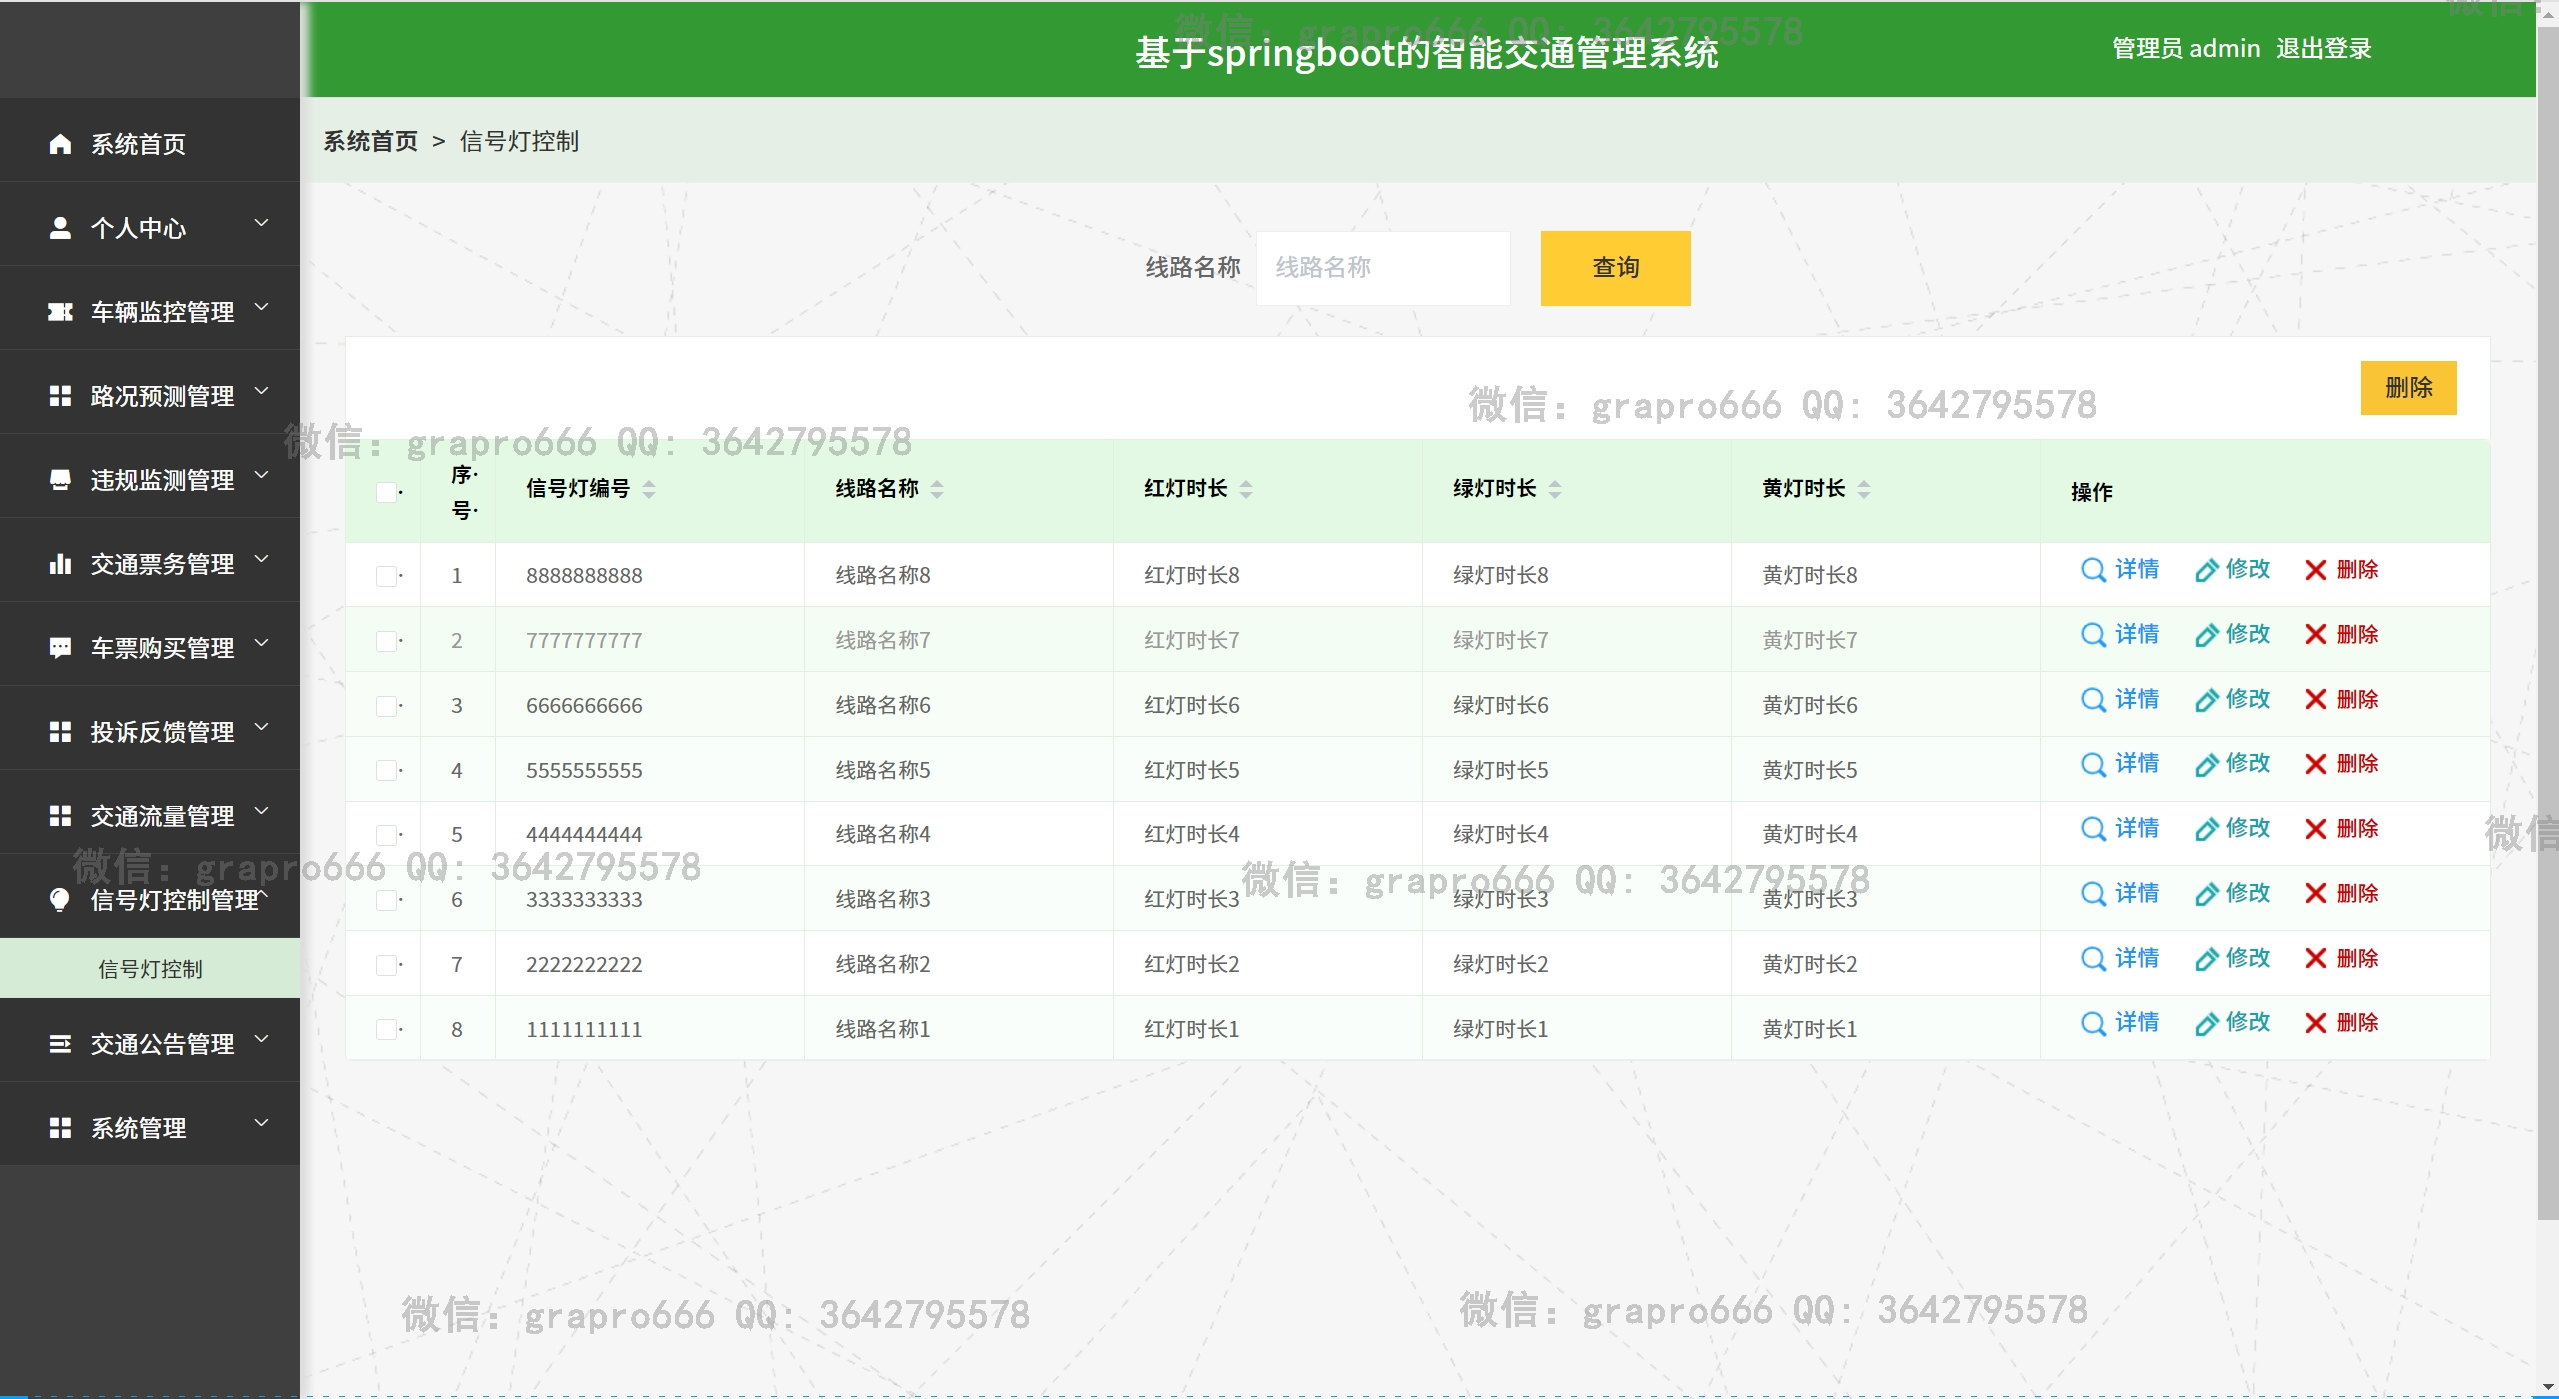 基于springboot的智能交通管理系统
管理员 admin 退出登录
微信: grapro666 QQ: 3642795578
系统首页
个人中心
车辆监控管理
路况预测管理
违规监测管理
交通票务管理
车票购买管理
投诉反馈管理
交通流量管理
信号灯控制管理
信号灯控制
交通公告管理
系统管理
系统首页 > 信号灯控制
线路名称 线路名称 查询
删除
微信: grapro666 QQ: 3642795578
微信: grapro666 QQ: 3642795578
序号 信号灯编号 线路名称 红灯时长 绿灯时长 黄灯时长 操作
1 8888888888 线路名称8 红灯时长8 绿灯时长8 黄灯时长8 详情 修改 删除
2 7777777777 线路名称7 红灯时长7 绿灯时长7 黄灯时长7 详情 修改 删除
3 6666666666 线路名称6 红灯时长6 绿灯时长6 黄灯时长6 详情 修改 删除
4 5555555555 线路名称5 红灯时长5 绿灯时长5 黄灯时长5 详情 修改 删除
5 4444444444 线路名称4 红灯时长4 绿灯时长4 黄灯时长4 详情 修改 删除
微信: grapro666 QQ: 3642795578
微信: grapro666 QQ: 3642795578
微信
6 3333333333 线路名称3 红灯时长3 绿灯时长3 黄灯时长3 详情 修改 删除
7 2222222222 线路名称2 红灯时长2 绿灯时长2 黄灯时长2 详情 修改 删除
8 1111111111 线路名称1 红灯时长1 绿灯时长1 黄灯时长1 详情 修改 删除
微信: grapro666 QQ: 3642795578
微信: grapro666 QQ: 3642795578